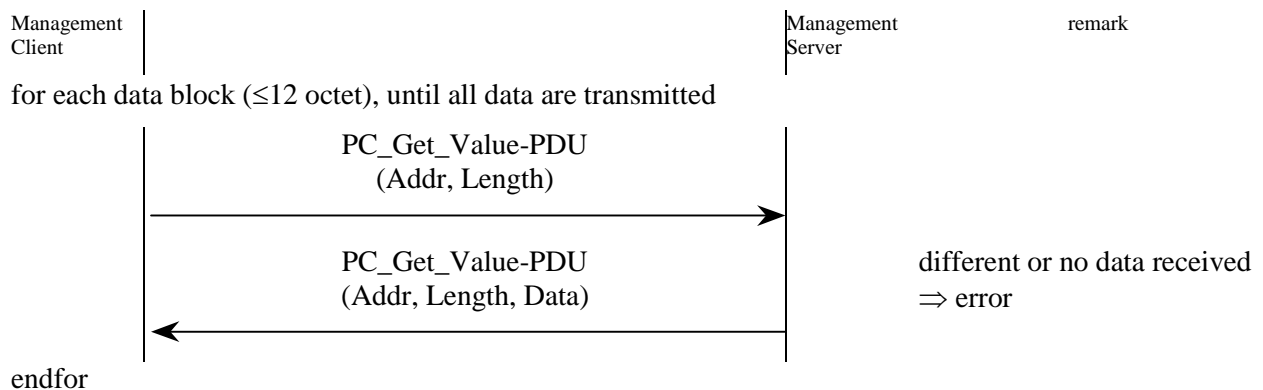 Management Client Management Server remark
for each data block (≤12 octet), until all data are transmitted
PC_Get_Value-PDU
(Addr, Length)
PC_Get_Value-PDU
(Addr, Length, Data)
different or no data received
⇒ error
endfor